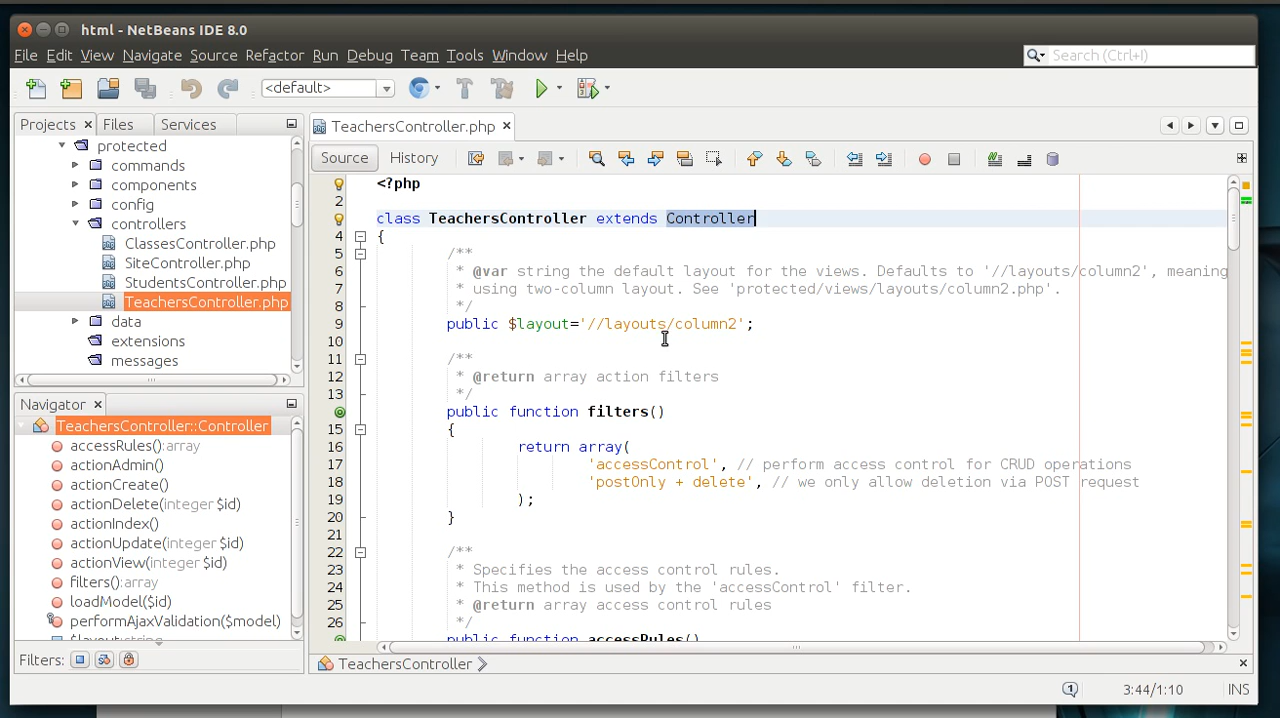 html - NetBeans IDE 8.0
File Edit View Navigate Source Refactor Run Debug Team Tools Window Help
Search (Ctrl+I)
<default>
Projects Files Services
protected
commands
components
config
controllers
ClassesController.php
SiteController.php
StudentsController.php
TeachersController.php
data
extensions
messages
Navigator
TeachersController::Controller
accessRules():array
actionAdmin()
actionCreate()
actionDelete(integer $id)
actionIndex()
actionUpdate(integer $id)
actionView(integer $id)
filters():array
loadModel($id)
performAjaxValidation($model)
$layout:string
Filters:
TeachersController.php
Source History
<?php
2
class TeachersController extends Controller
4 {
5 /**
6 * @var string the default layout for the views. Defaults to '//layouts/column2', meaning
7 * using two-column layout. See 'protected/views/layouts/column2.php'.
8 */
9 public $layout='//layouts/column2';
10
11 /**
12 * @return array action filters
13 */
public function filters()
15 {
16 return array(
17 'accessControl', // perform access control for CRUD operations
18 'postOnly + delete', // we only allow deletion via POST request
19 );
20 }
21
22 /**
23 * Specifies the access control rules.
24 * This method is used by the 'accessControl' filter.
25 * @return array access control rules
26 */
public function accessRules()
TeachersController
1 3:44/1:10 INS